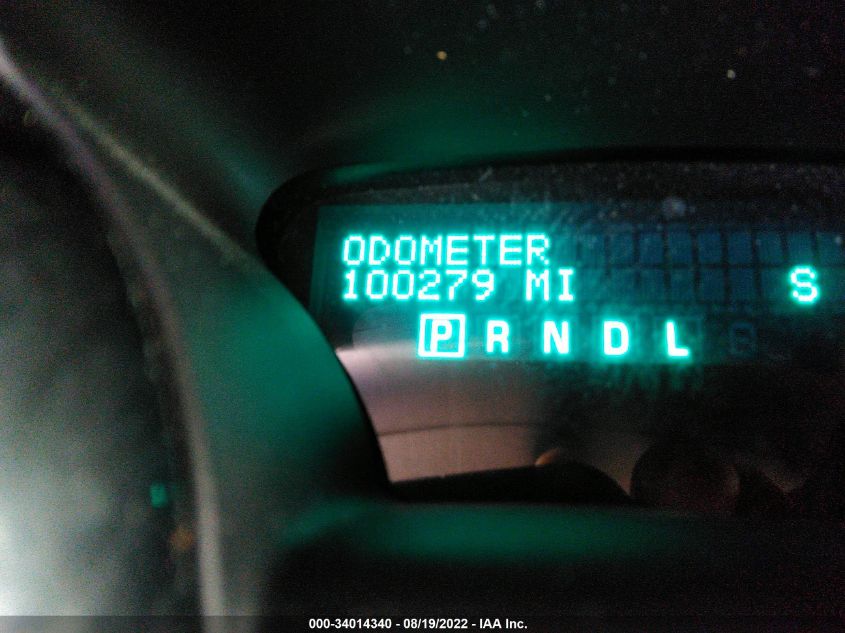 ODOMETER
100279 MI S
P R N D L
000-34014340 - 08/19/2022 - IAA Inc.